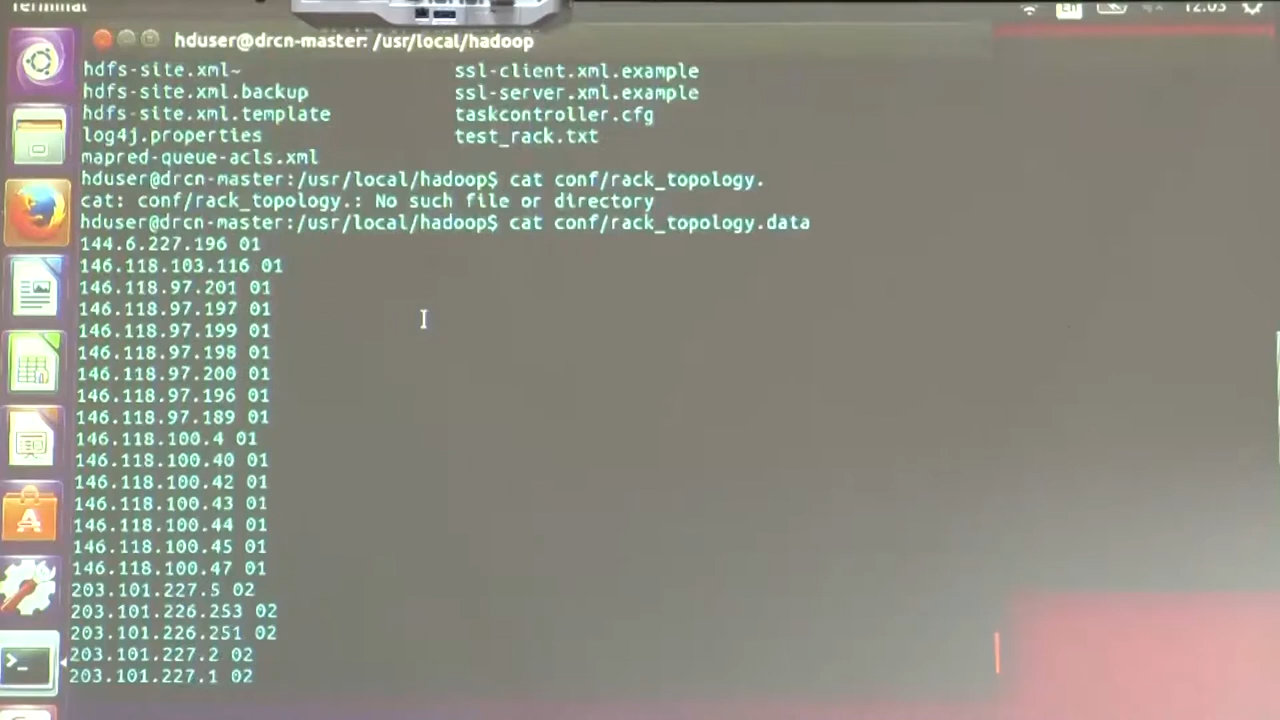 Terminal
En
12:03
hduser@drcn-master: /usr/local/hadoop
hdfs-site.xml~ ssl-client.xml.example
hdfs-site.xml.backup ssl-server.xml.example
hdfs-site.xml.template taskcontroller.cfg
log4j.properties test_rack.txt
mapred-queue-acls.xml
hduser@drcn-master:/usr/local/hadoop$ cat conf/rack_topology.
cat: conf/rack_topology.: No such file or directory
hduser@drcn-master:/usr/local/hadoop$ cat conf/rack_topology.data
144.6.227.196 01
146.118.103.116 01
146.118.97.201 01
146.118.97.197 01
146.118.97.199 01
146.118.97.198 01
146.118.97.200 01
146.118.97.196 01
146.118.97.189 01
146.118.100.4 01
146.118.100.40 01
146.118.100.42 01
146.118.100.43 01
146.118.100.44 01
146.118.100.45 01
146.118.100.47 01
203.101.227.5 02
203.101.226.253 02
203.101.226.251 02
203.101.227.2 02
203.101.227.1 02